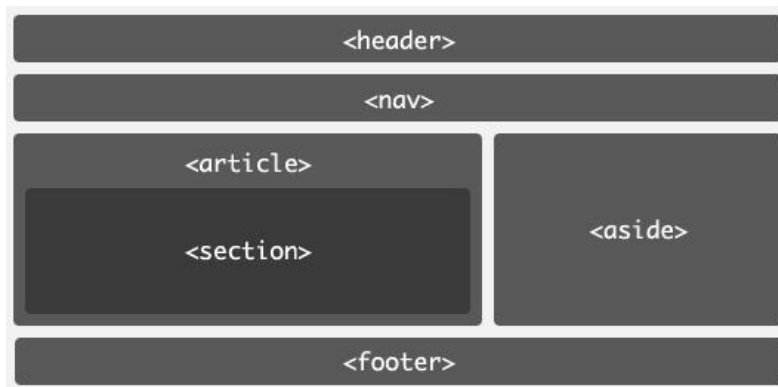 <header>
<nav>
<article>
<section>
<aside>
<footer>